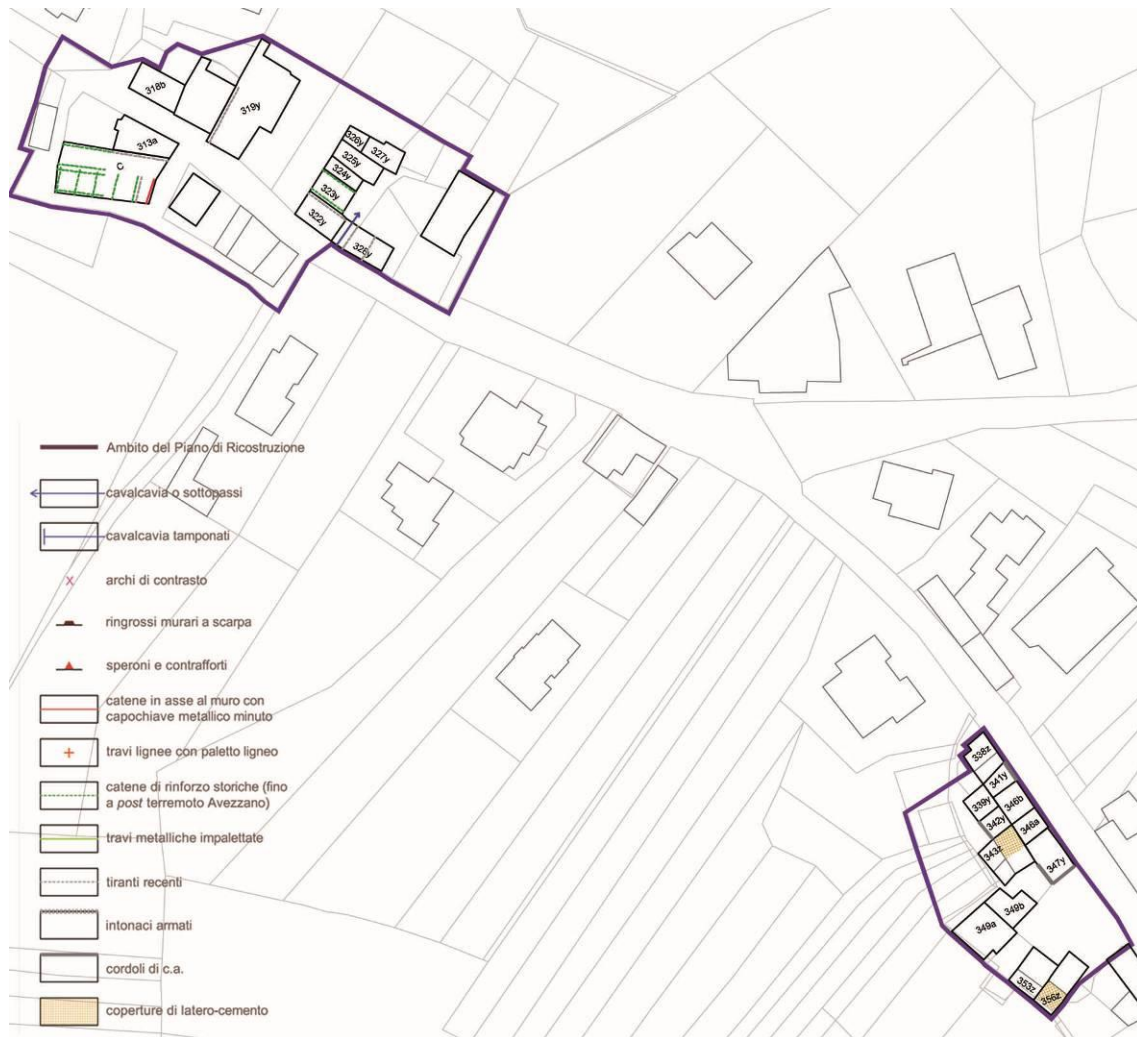 318b
319y
313a
C
326y
327y
325y
324y
323y
322y
328y
Ambito del Piano di Ricostruzione
cavalcavia o sottopassi
cavalcavia tamponati
archi di contrasto
ringrossi murari a scarpa
speroni e contrafforti
catene in asse al muro con
capochiave metallico minuto
travi lignee con paletto ligneo
catene di rinforzo storiche (fino
a post terremoto Avezzano)
travi metalliche impalettate
tiranti recenti
intonaci armati
cordoli di c.a.
coperture di latero-cemento
338z
341y
339y
346b
342y
346a
343z
347y
349b
349a
353z
356z